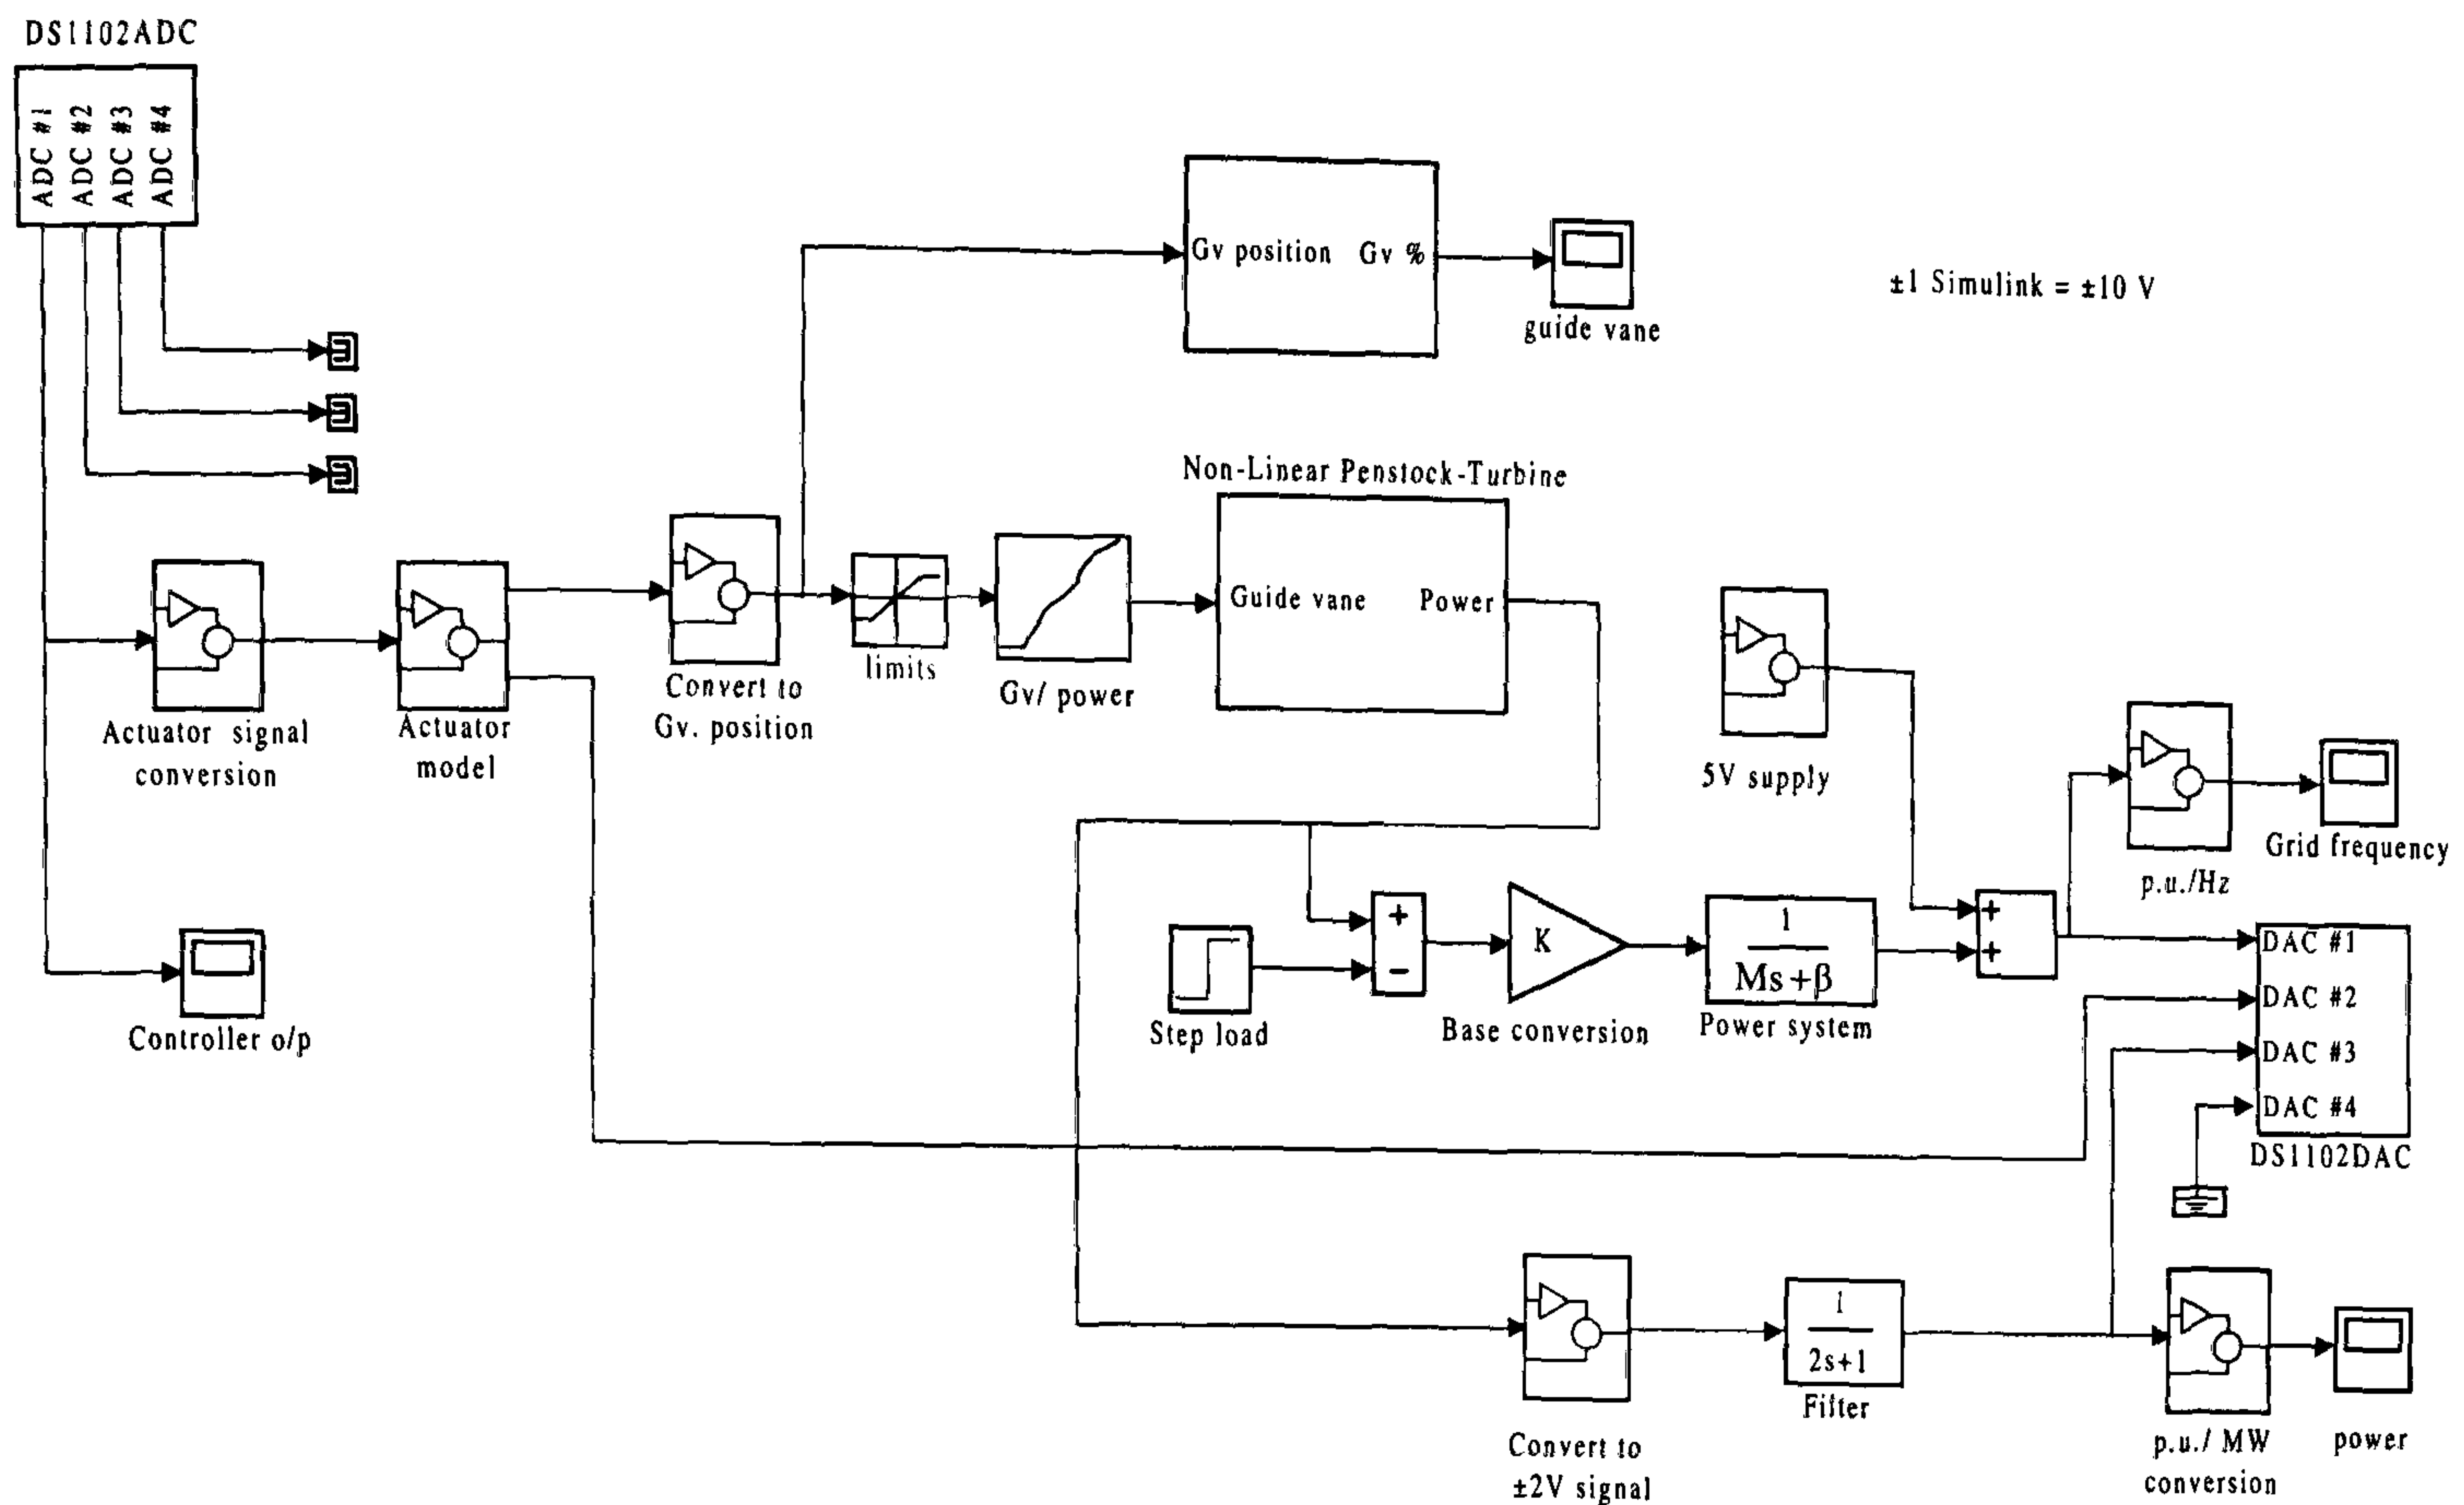 DS1102ADC
ADC #1
ADC #2
ADC #3
ADC #4
Gv position
Gv %
guide vane
±1 Simulink = ±10 V
Non-Linear Penstock-Turbine
Guide vane
Power
Actuator signal
conversion
Actuator
model
Convert to
Gv. position
limits
Gv/ power
5V supply
p.u./Hz
Grid frequency
Controller o/p
Step load
+
−
K
Base conversion
1
Ms+β
Power system
+
+
DAC #1
DAC #2
DAC #3
DAC #4
DS1102DAC
Convert to
±2V signal
1
2s+1
Filter
p.u./ MW
conversion
power